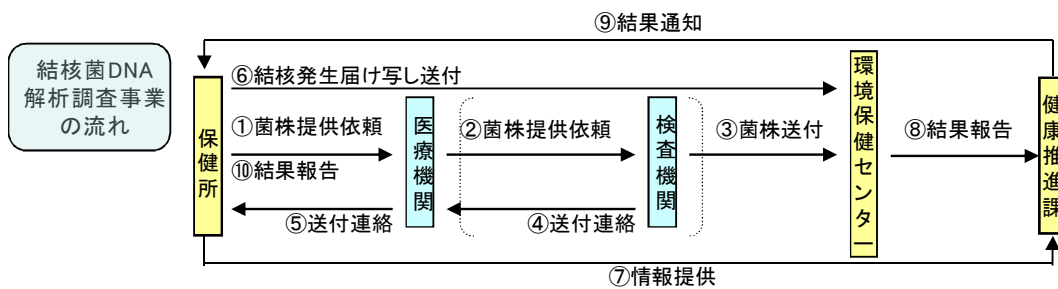 ⑨結果通知
結核菌DNA
解析調査事業
の流れ
⑥結核発生届け写し送付
保健所
①菌株提供依頼
⑩結果報告
⑤送付連絡
医療機関
②菌株提供依頼
④送付連絡
検査機関
③菌株送付
環境保健センター
⑧結果報告
健康推進課
⑦情報提供